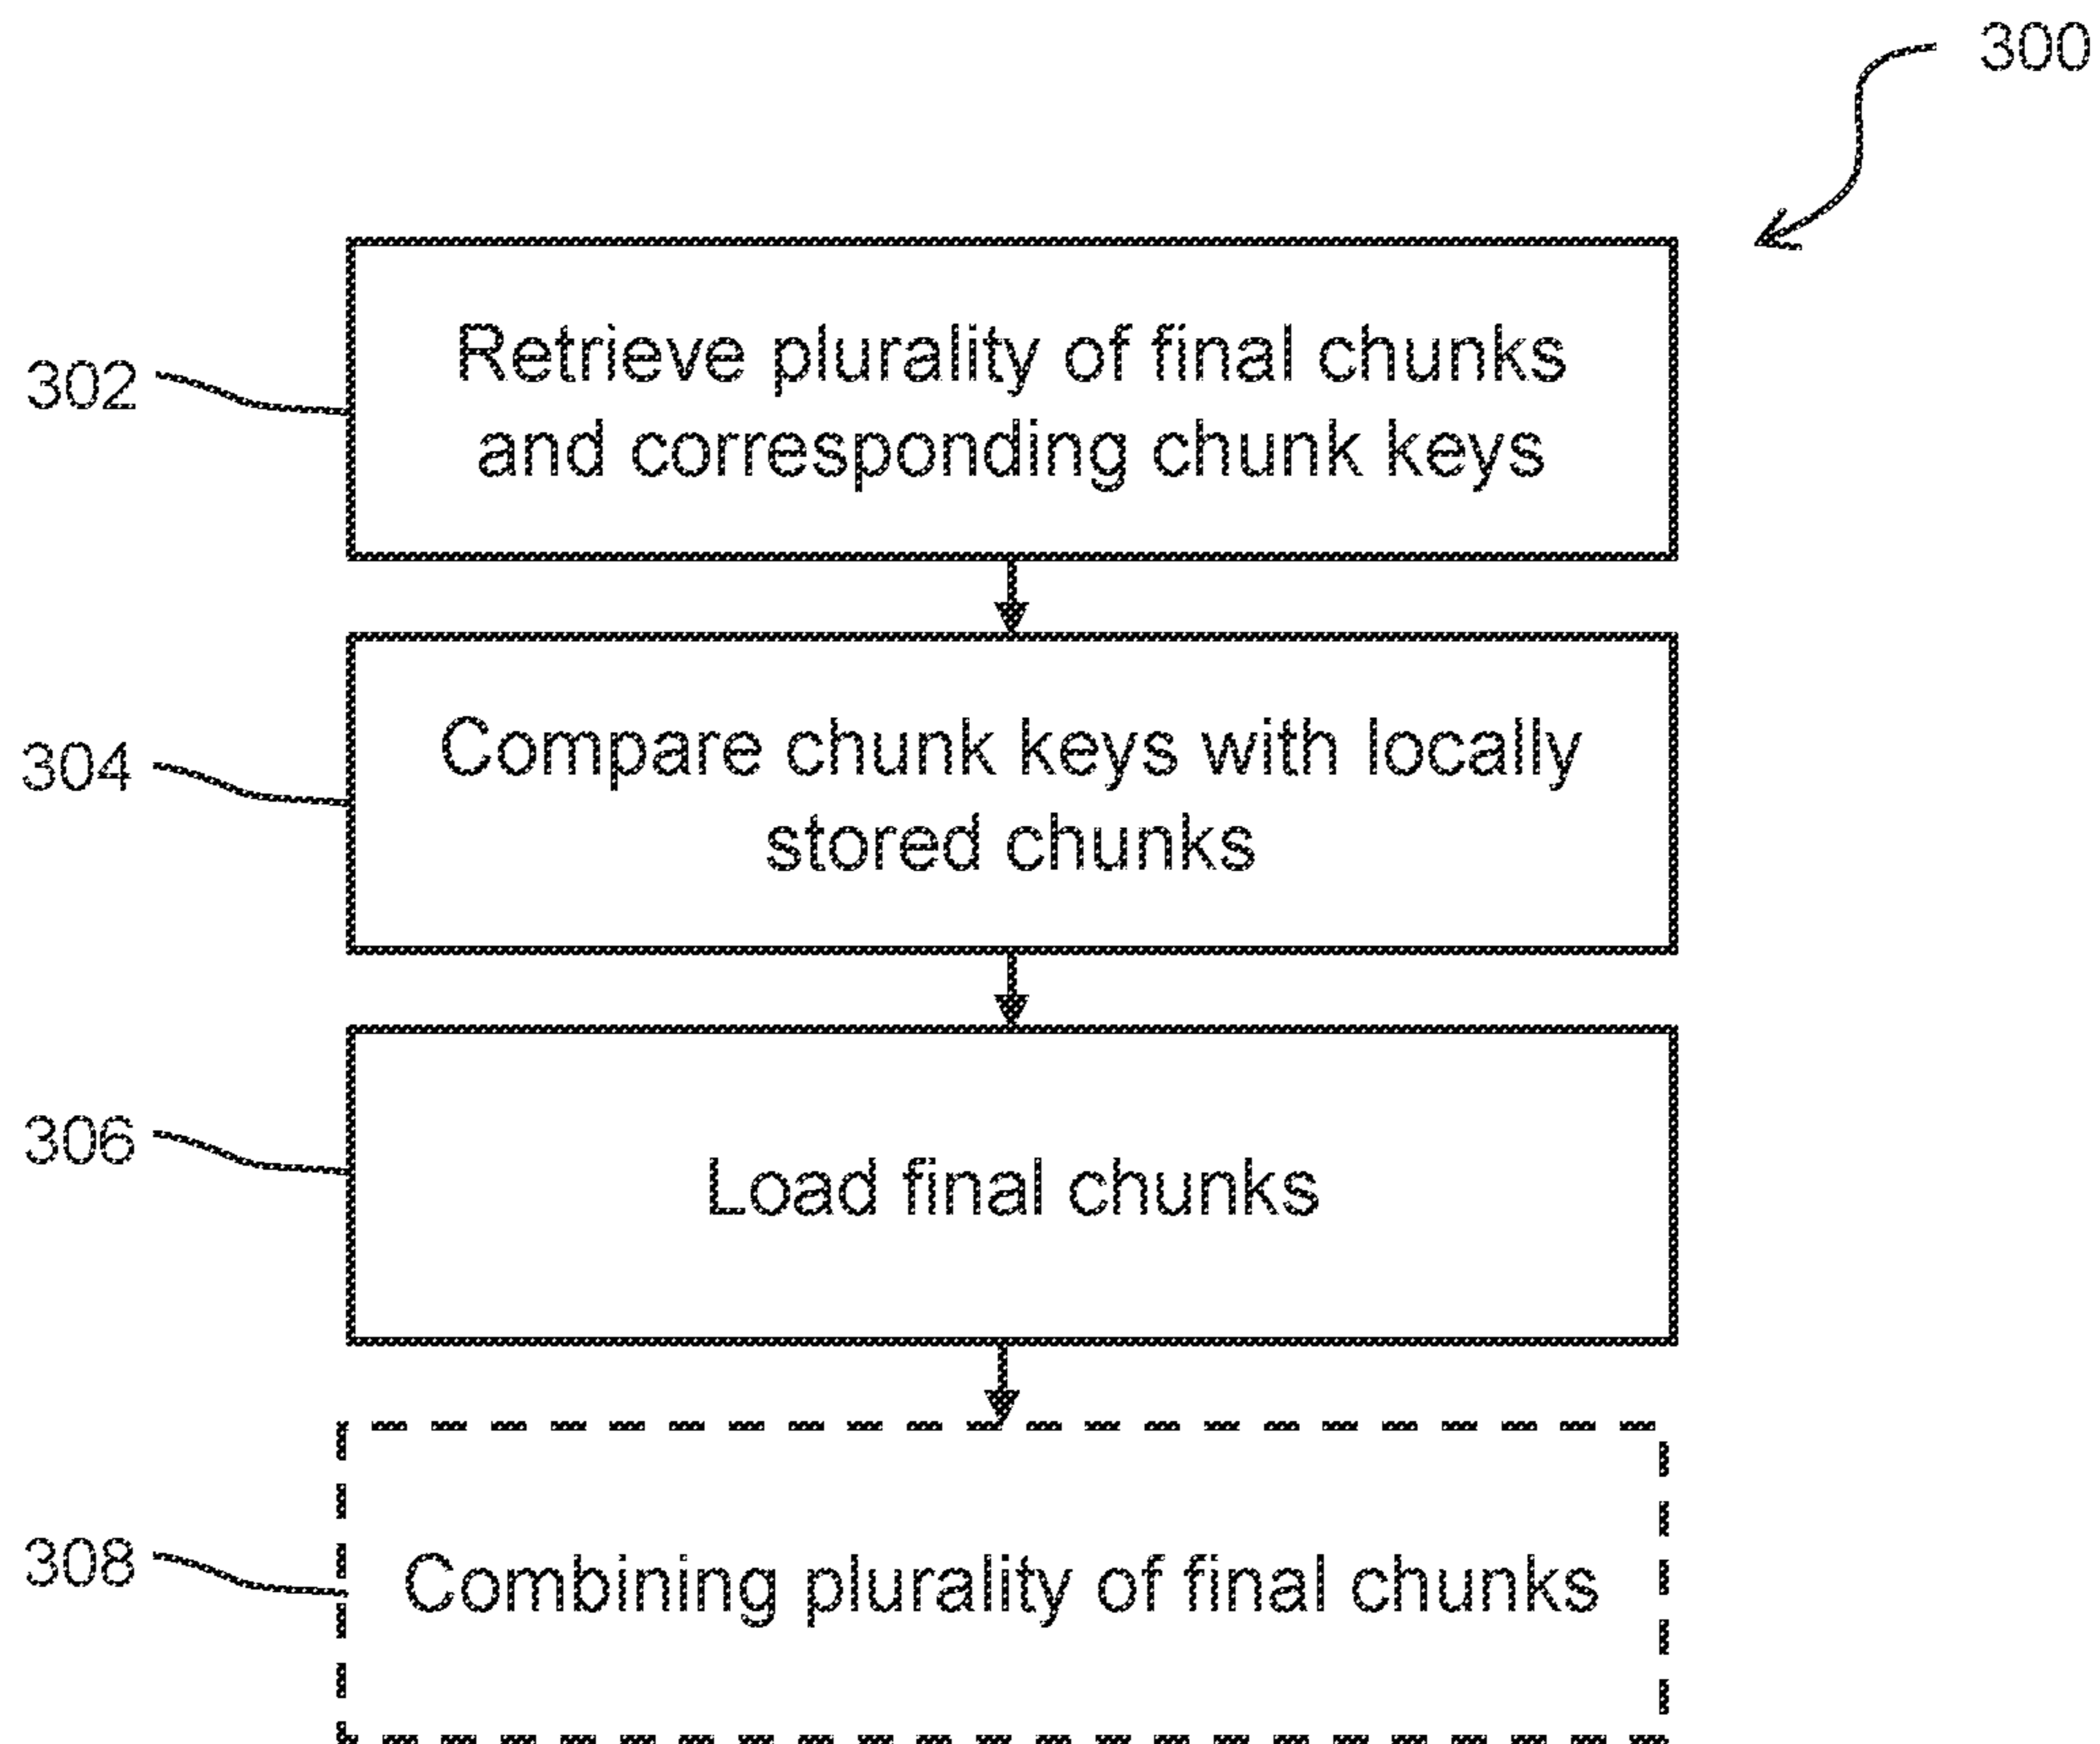 300
302
Retrieve plurality of final chunks
and corresponding chunk keys
304
Compare chunk keys with locally
stored chunks
306
Load final chunks
308
Combining plurality of final chunks